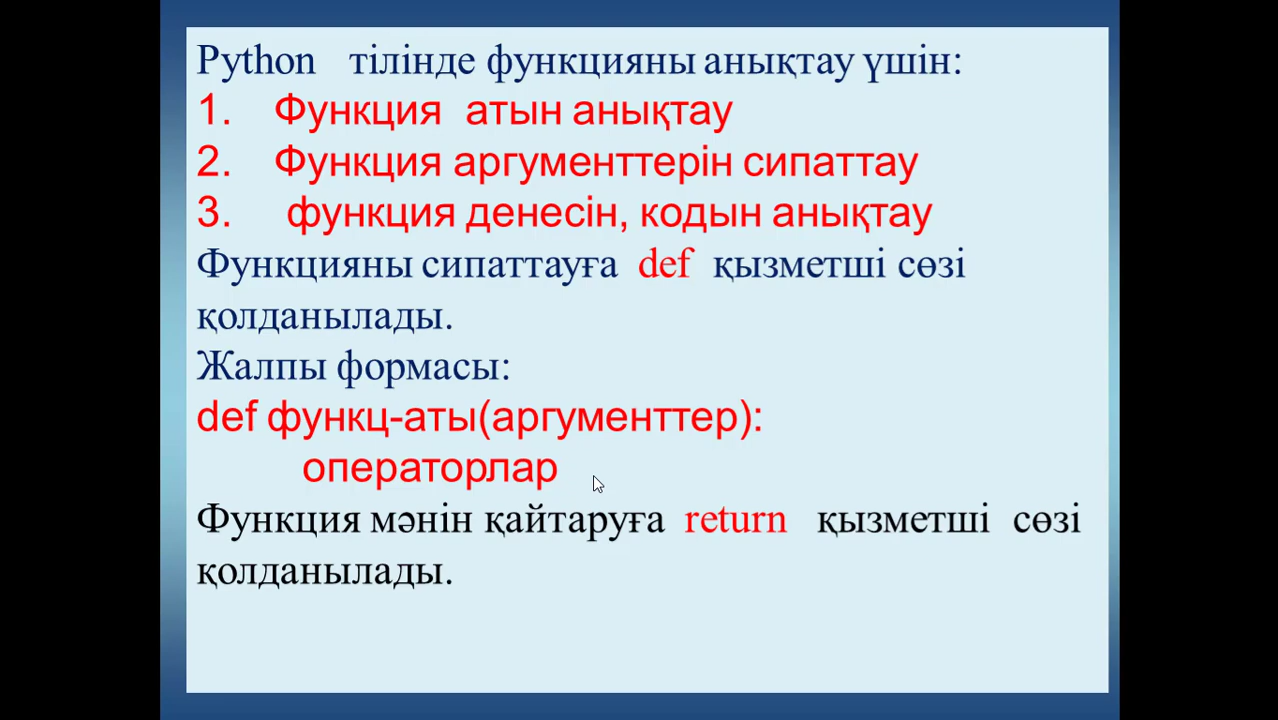 Python тілінде функцияны анықтау үшін:
1. Функция атын анықтау
2. Функция аргументтерін сипаттау
3. функция денесін, кодын анықтау
Функцияны сипаттауға def қызметші сөзі
қолданылады.
Жалпы формасы:
def функц-аты(аргументтер):
операторлар
Функция мәнін қайтаруға return қызметші сөзі
қолданылады.